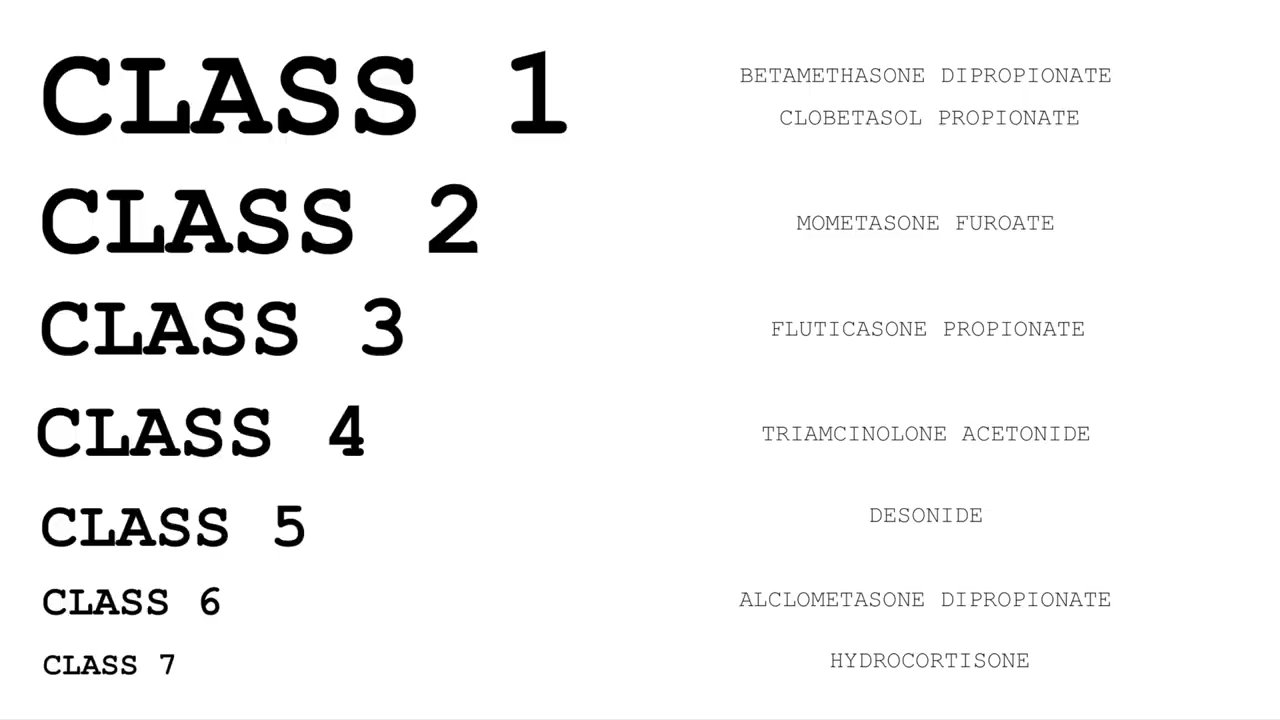 CLASS 1
BETAMETHASONE DIPROPIONATE
CLOBETASOL PROPIONATE
CLASS 2
MOMETASONE FUROATE
CLASS 3
FLUTICASONE PROPIONATE
CLASS 4
TRIAMCINOLONE ACETONIDE
CLASS 5
DESONIDE
CLASS 6
ALCLOMETASONE DIPROPIONATE
CLASS 7
HYDROCORTISONE